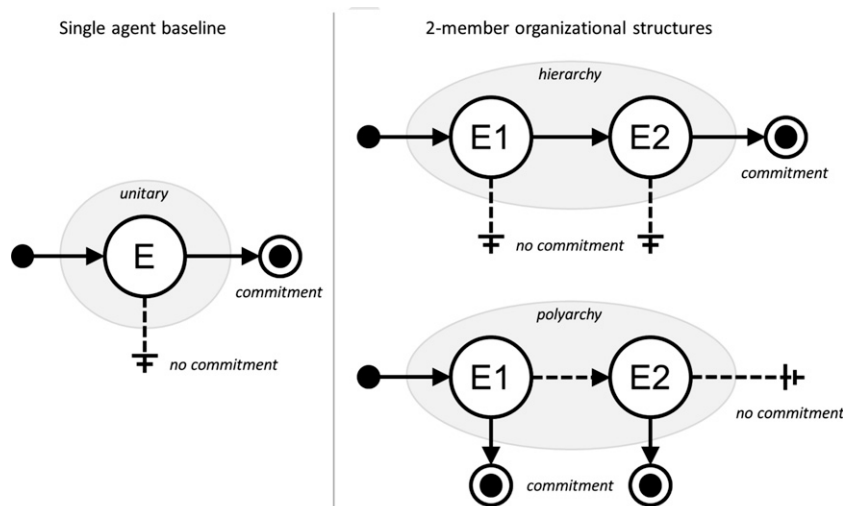 Single agent baseline
unitary
E
commitment
no commitment
2-member organizational structures
hierarchy
E1
E2
commitment
no commitment
polyarchy
E1
E2
no commitment
commitment